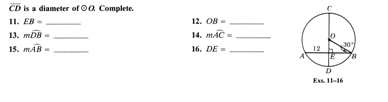 CD is a diameter of ⊙O. Complete.
11. EB = ________
12. OB = ________
13. mDB = ________
14. mAC = ________
15. mAB = ________
16. DE = ________
C
O
12
30°
A
E
B
D
Exs. 11–16